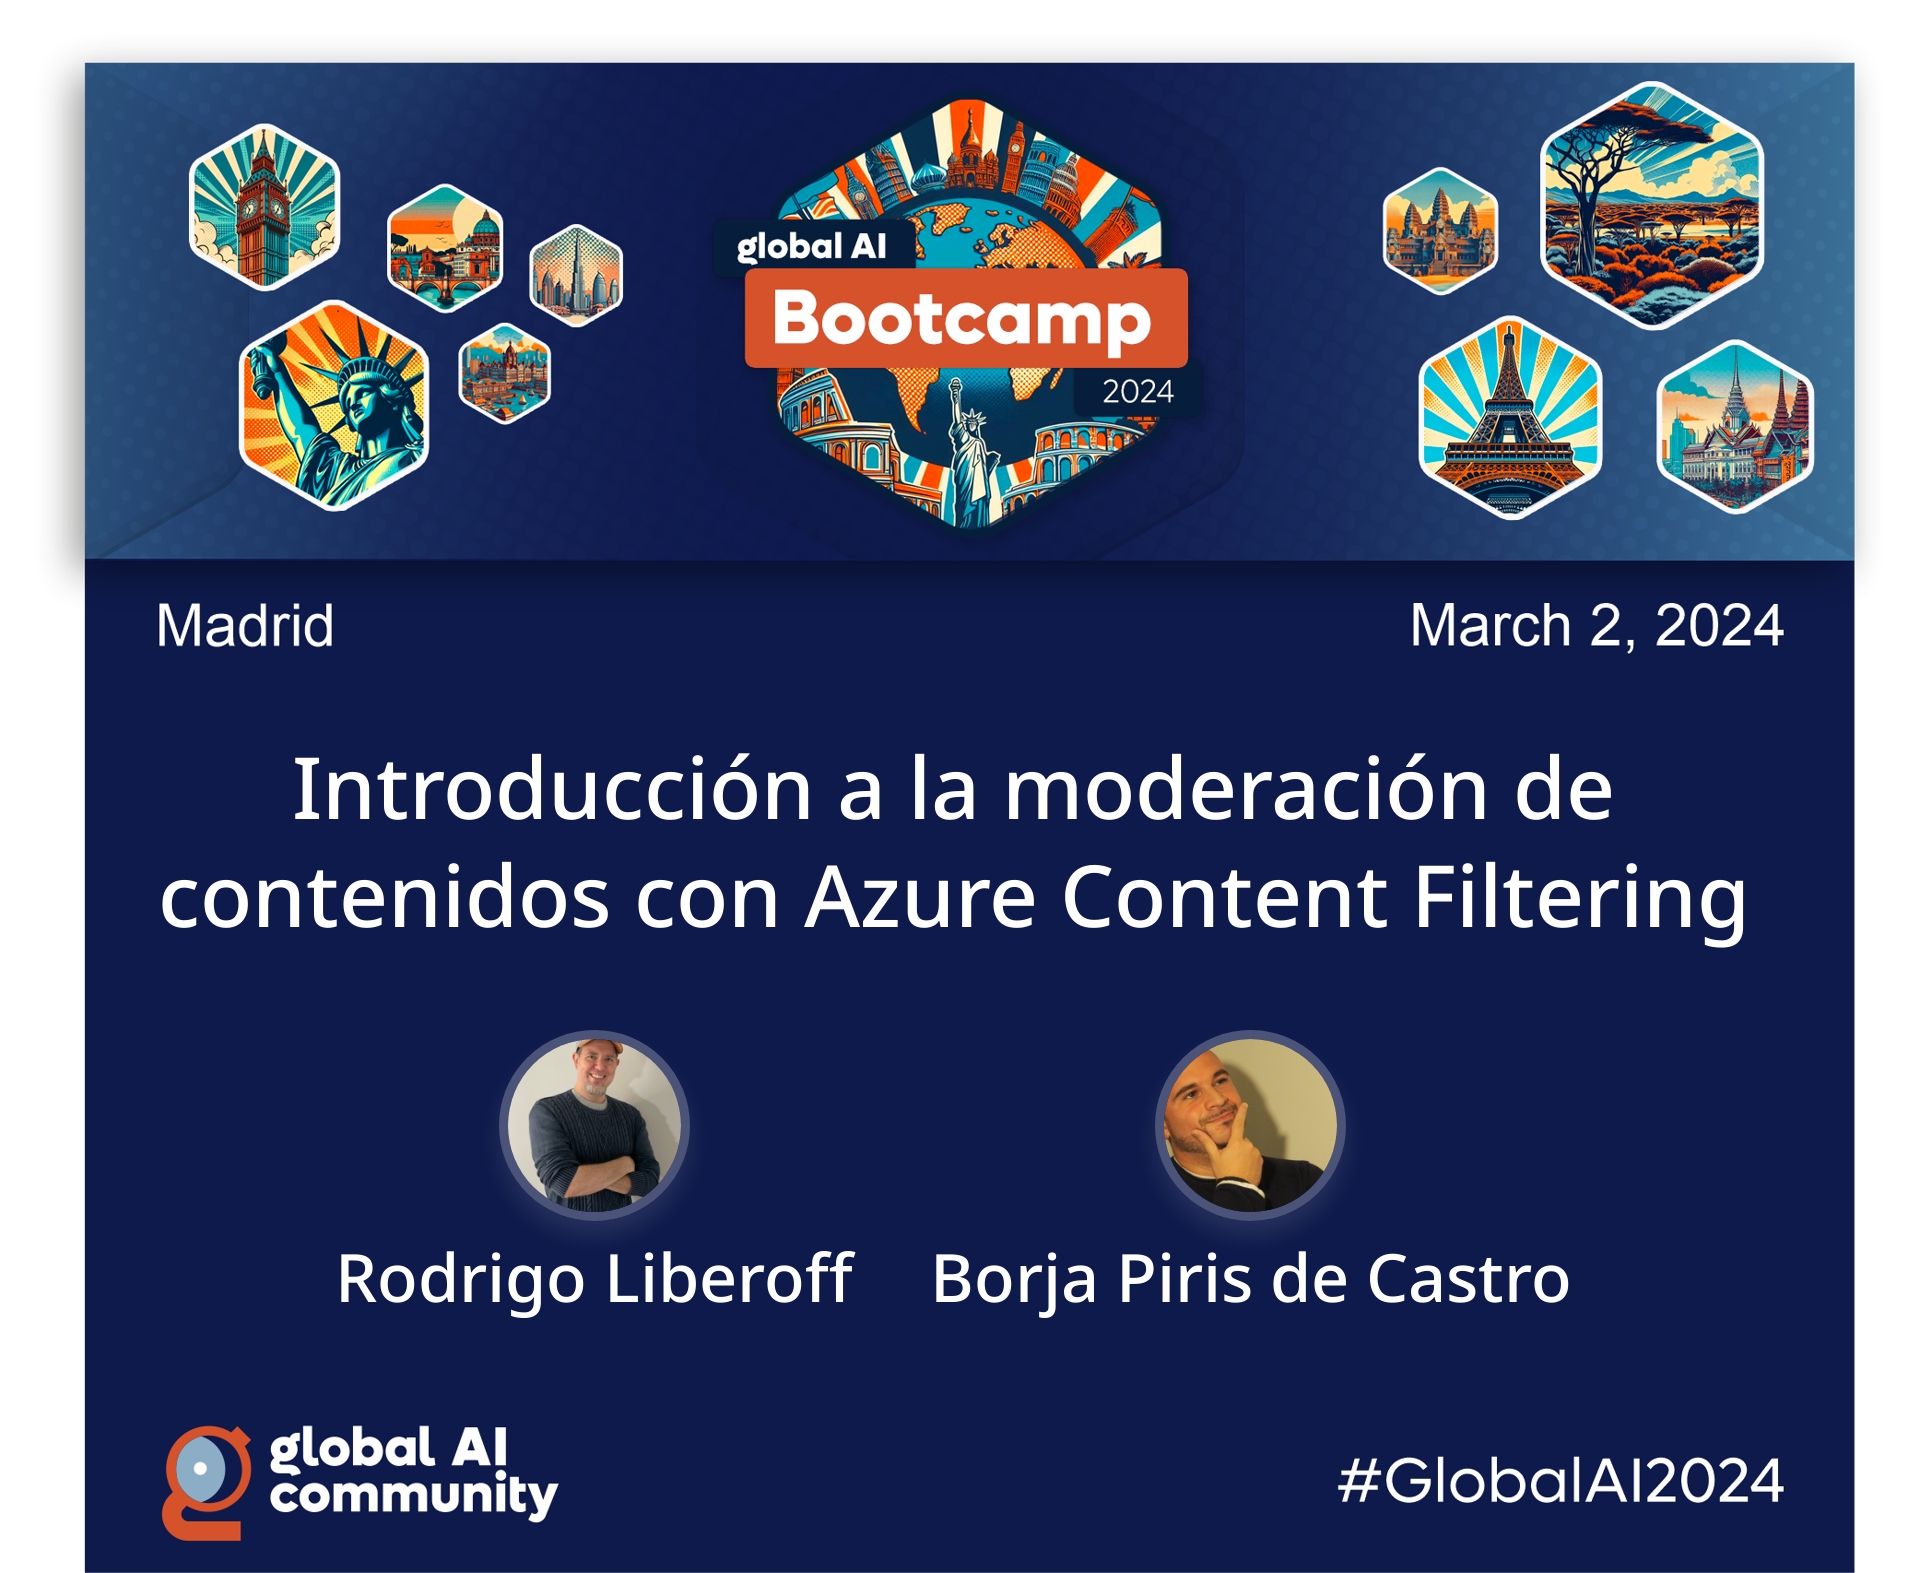 global AI
Bootcamp
2024
Madrid
March 2, 2024
Introducción a la moderación de
contenidos con Azure Content Filtering
Rodrigo Liberoff
Borja Piris de Castro
global AI
community
#GlobalAI2024